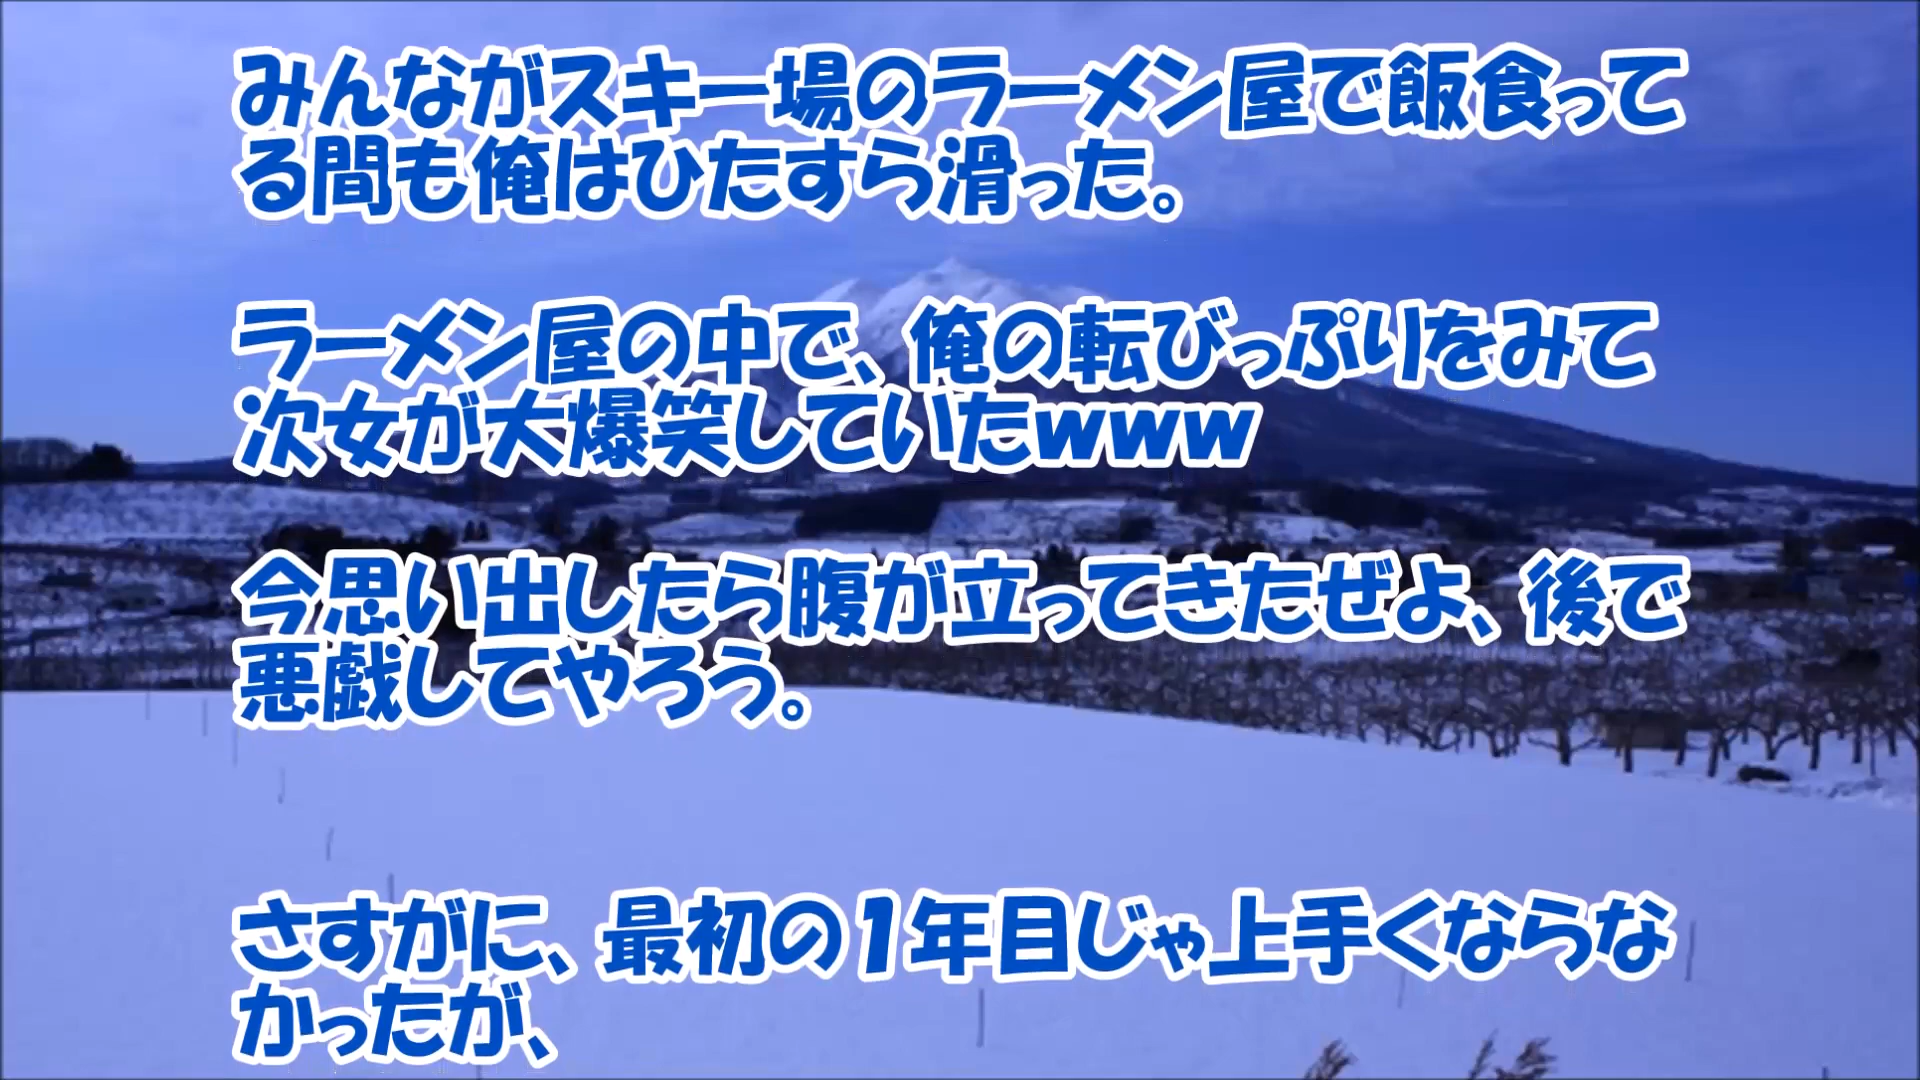 みんながスキー場のラーメン屋で飯食って
る間も俺はひたすら滑った。
ラーメン屋の中で、俺の転びっぷりをみて
次女が大爆笑していたwww
今思い出したら腹が立ってきたぜよ、後で
悪戯してやろう。
さすがに、最初の1年目じゃ上手くならな
かったが、